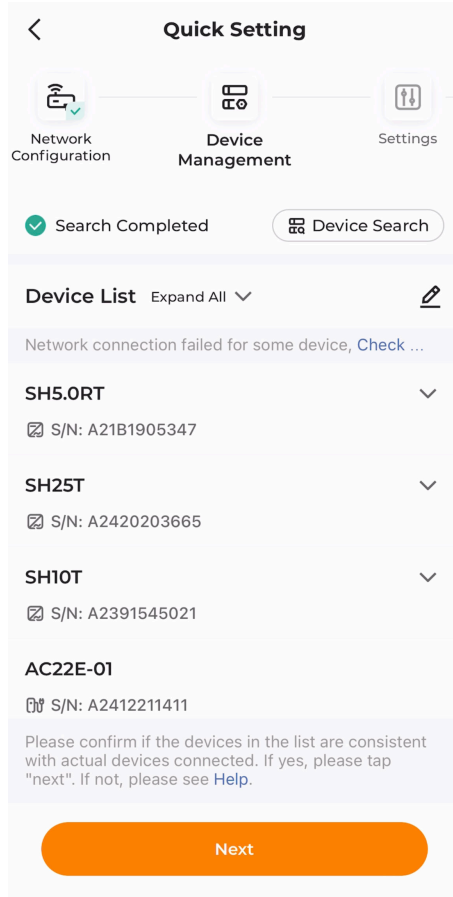 Quick Setting
Network
Configuration
Device
Management
Settings
Search Completed
Device Search
Device List Expand All
Network connection failed for some device, Check ...
SH5.0RT
S/N: A21B1905347
SH25T
S/N: A2420203665
SH10T
S/N: A2391545021
AC22E-01
S/N: A2412211411
Please confirm if the devices in the list are consistent
with actual devices connected. If yes, please tap
"next". If not, please see Help.
Next